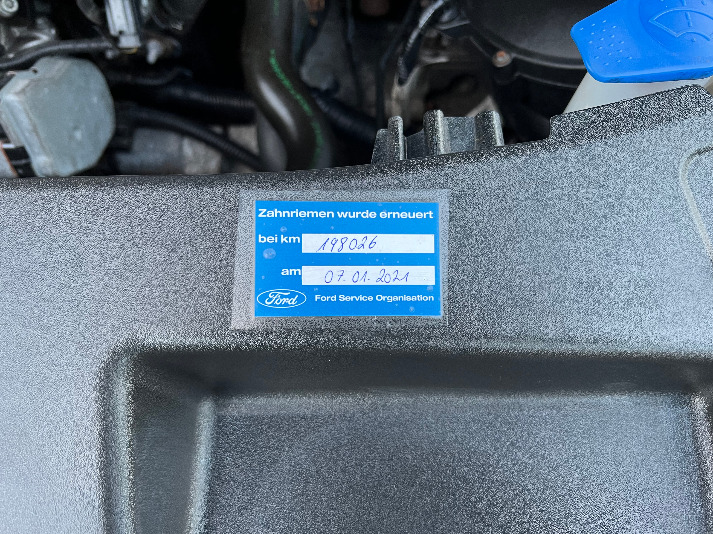 Zahnriemen wurde erneuert
bei km 198026
am 07.01.2021
Ford Ford Service Organisation